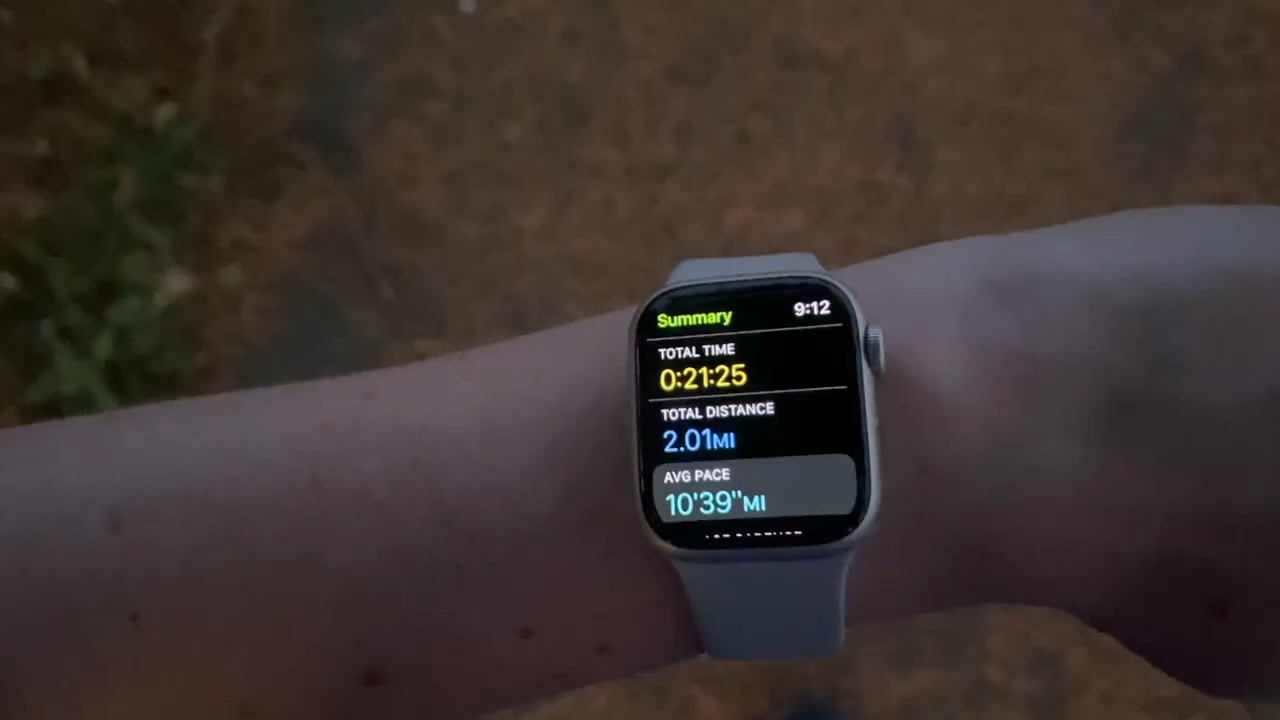 Summary 9:12
TOTAL TIME
0:21:25
TOTAL DISTANCE
2.01MI
AVG PACE
10'39"MI